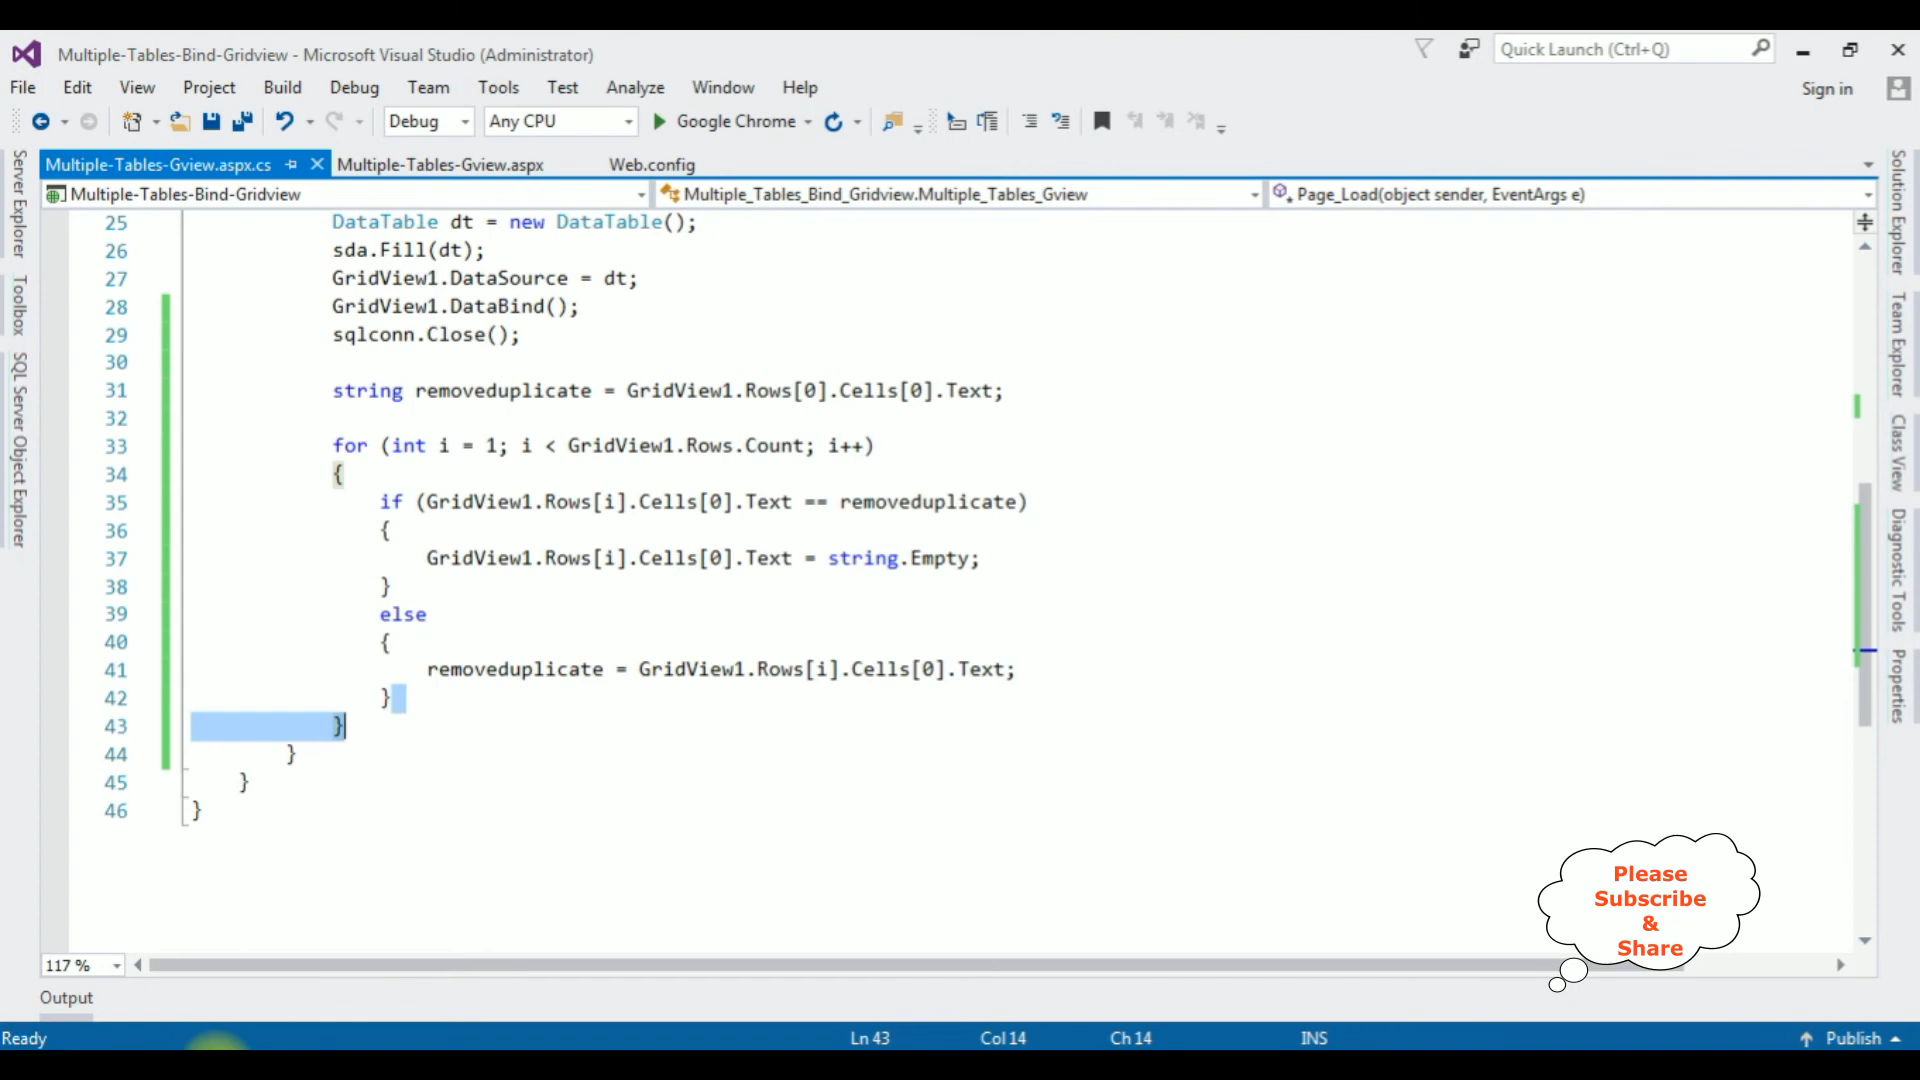 Multiple-Tables-Bind-Gridview - Microsoft Visual Studio (Administrator)
Quick Launch (Ctrl+Q)
File Edit View Project Build Debug Team Tools Test Analyze Window Help
Sign in
Debug Any CPU Google Chrome
Multiple-Tables-Gview.aspx.cs Multiple-Tables-Gview.aspx Web.config
Multiple-Tables-Bind-Gridview Multiple_Tables_Bind_Gridview.Multiple_Tables_Gview Page_Load(object sender, EventArgs e)
Server Explorer
Toolbox
SQL Server Object Explorer
25 DataTable dt = new DataTable();
26 sda.Fill(dt);
27 GridView1.DataSource = dt;
28 GridView1.DataBind();
29 sqlconn.Close();
30
31 string removeduplicate = GridView1.Rows[0].Cells[0].Text;
32
33 for (int i = 1; i < GridView1.Rows.Count; i++)
34 {
35 if (GridView1.Rows[i].Cells[0].Text == removeduplicate)
36 {
37 GridView1.Rows[i].Cells[0].Text = string.Empty;
38 }
39 else
40 {
41 removeduplicate = GridView1.Rows[i].Cells[0].Text;
42 }
43 }
44 }
45 }
46 }
Solution Explorer
Team Explorer
Class View
Diagnostic Tools
Properties
Please
Subscribe
&
Share
117 %
Output
Ready Ln 43 Col 14 Ch 14 INS Publish